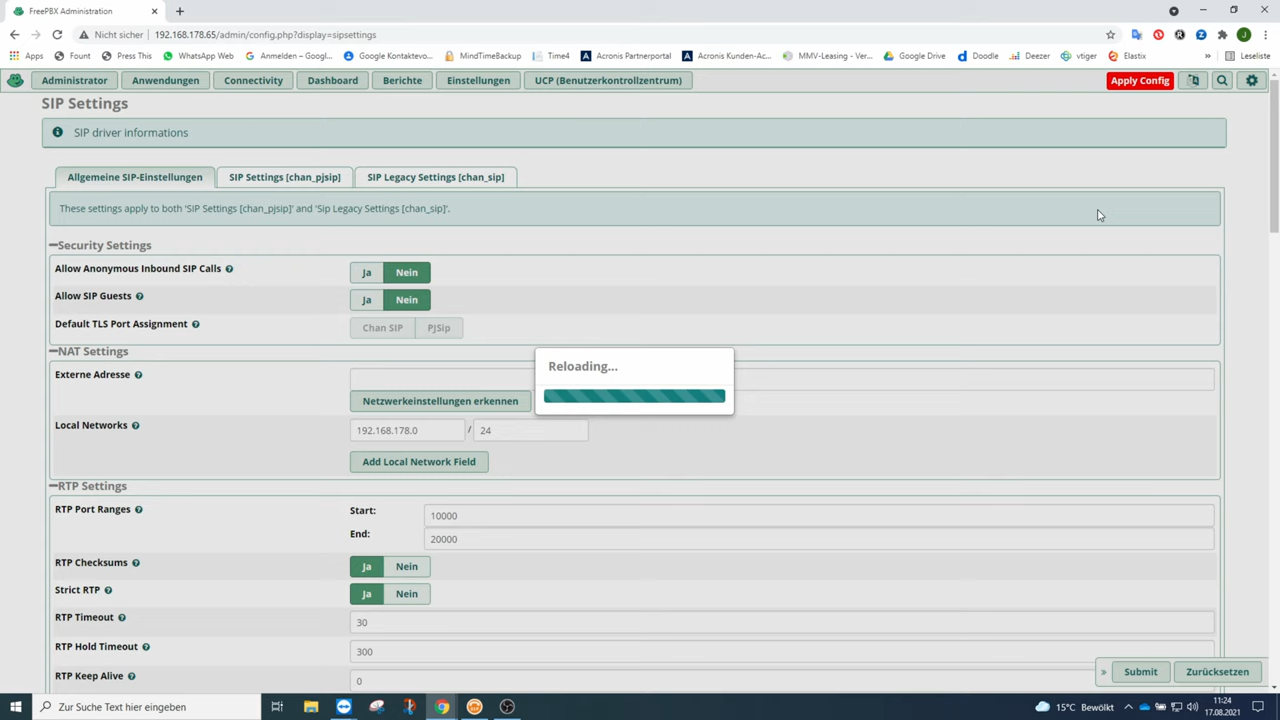 FreePBX Administration
Nicht sicher
192.168.178.65/admin/config.php?display=sipsettings
Apps
Fount
Press This
WhatsApp Web
Anmelden – Googl...
Google Kontaktevo...
MindTimeBackup
Time4
Acronis Partnerportal
Acronis Kunden-Ac...
MMV-Leasing - Ver...
Google Drive
Doodle
Deezer
vtiger
Elastix
»
Leseliste
Administrator
Anwendungen
Connectivity
Dashboard
Berichte
Einstellungen
UCP (Benutzerkontrollzentrum)
Apply Config
SIP Settings
SIP driver informations
Allgemeine SIP-Einstellungen
SIP Settings [chan_pjsip]
SIP Legacy Settings [chan_sip]
These settings apply to both 'SIP Settings [chan_pjsip]' and 'Sip Legacy Settings [chan_sip]'.
Security Settings
Allow Anonymous Inbound SIP Calls
Ja
Nein
Allow SIP Guests
Ja
Nein
Default TLS Port Assignment
Chan SIP
PJSip
NAT Settings
Externe Adresse
Netzwerkeinstellungen erkennen
Reloading...
Local Networks
192.168.178.0
/
24
Add Local Network Field
RTP Settings
RTP Port Ranges
Start:
10000
End:
20000
RTP Checksums
Ja
Nein
Strict RTP
Ja
Nein
RTP Timeout
30
RTP Hold Timeout
300
RTP Keep Alive
0
»
Submit
Zurücksetzen
Zur Suche Text hier eingeben
15°C Bewölkt
11:24
17.08.2021